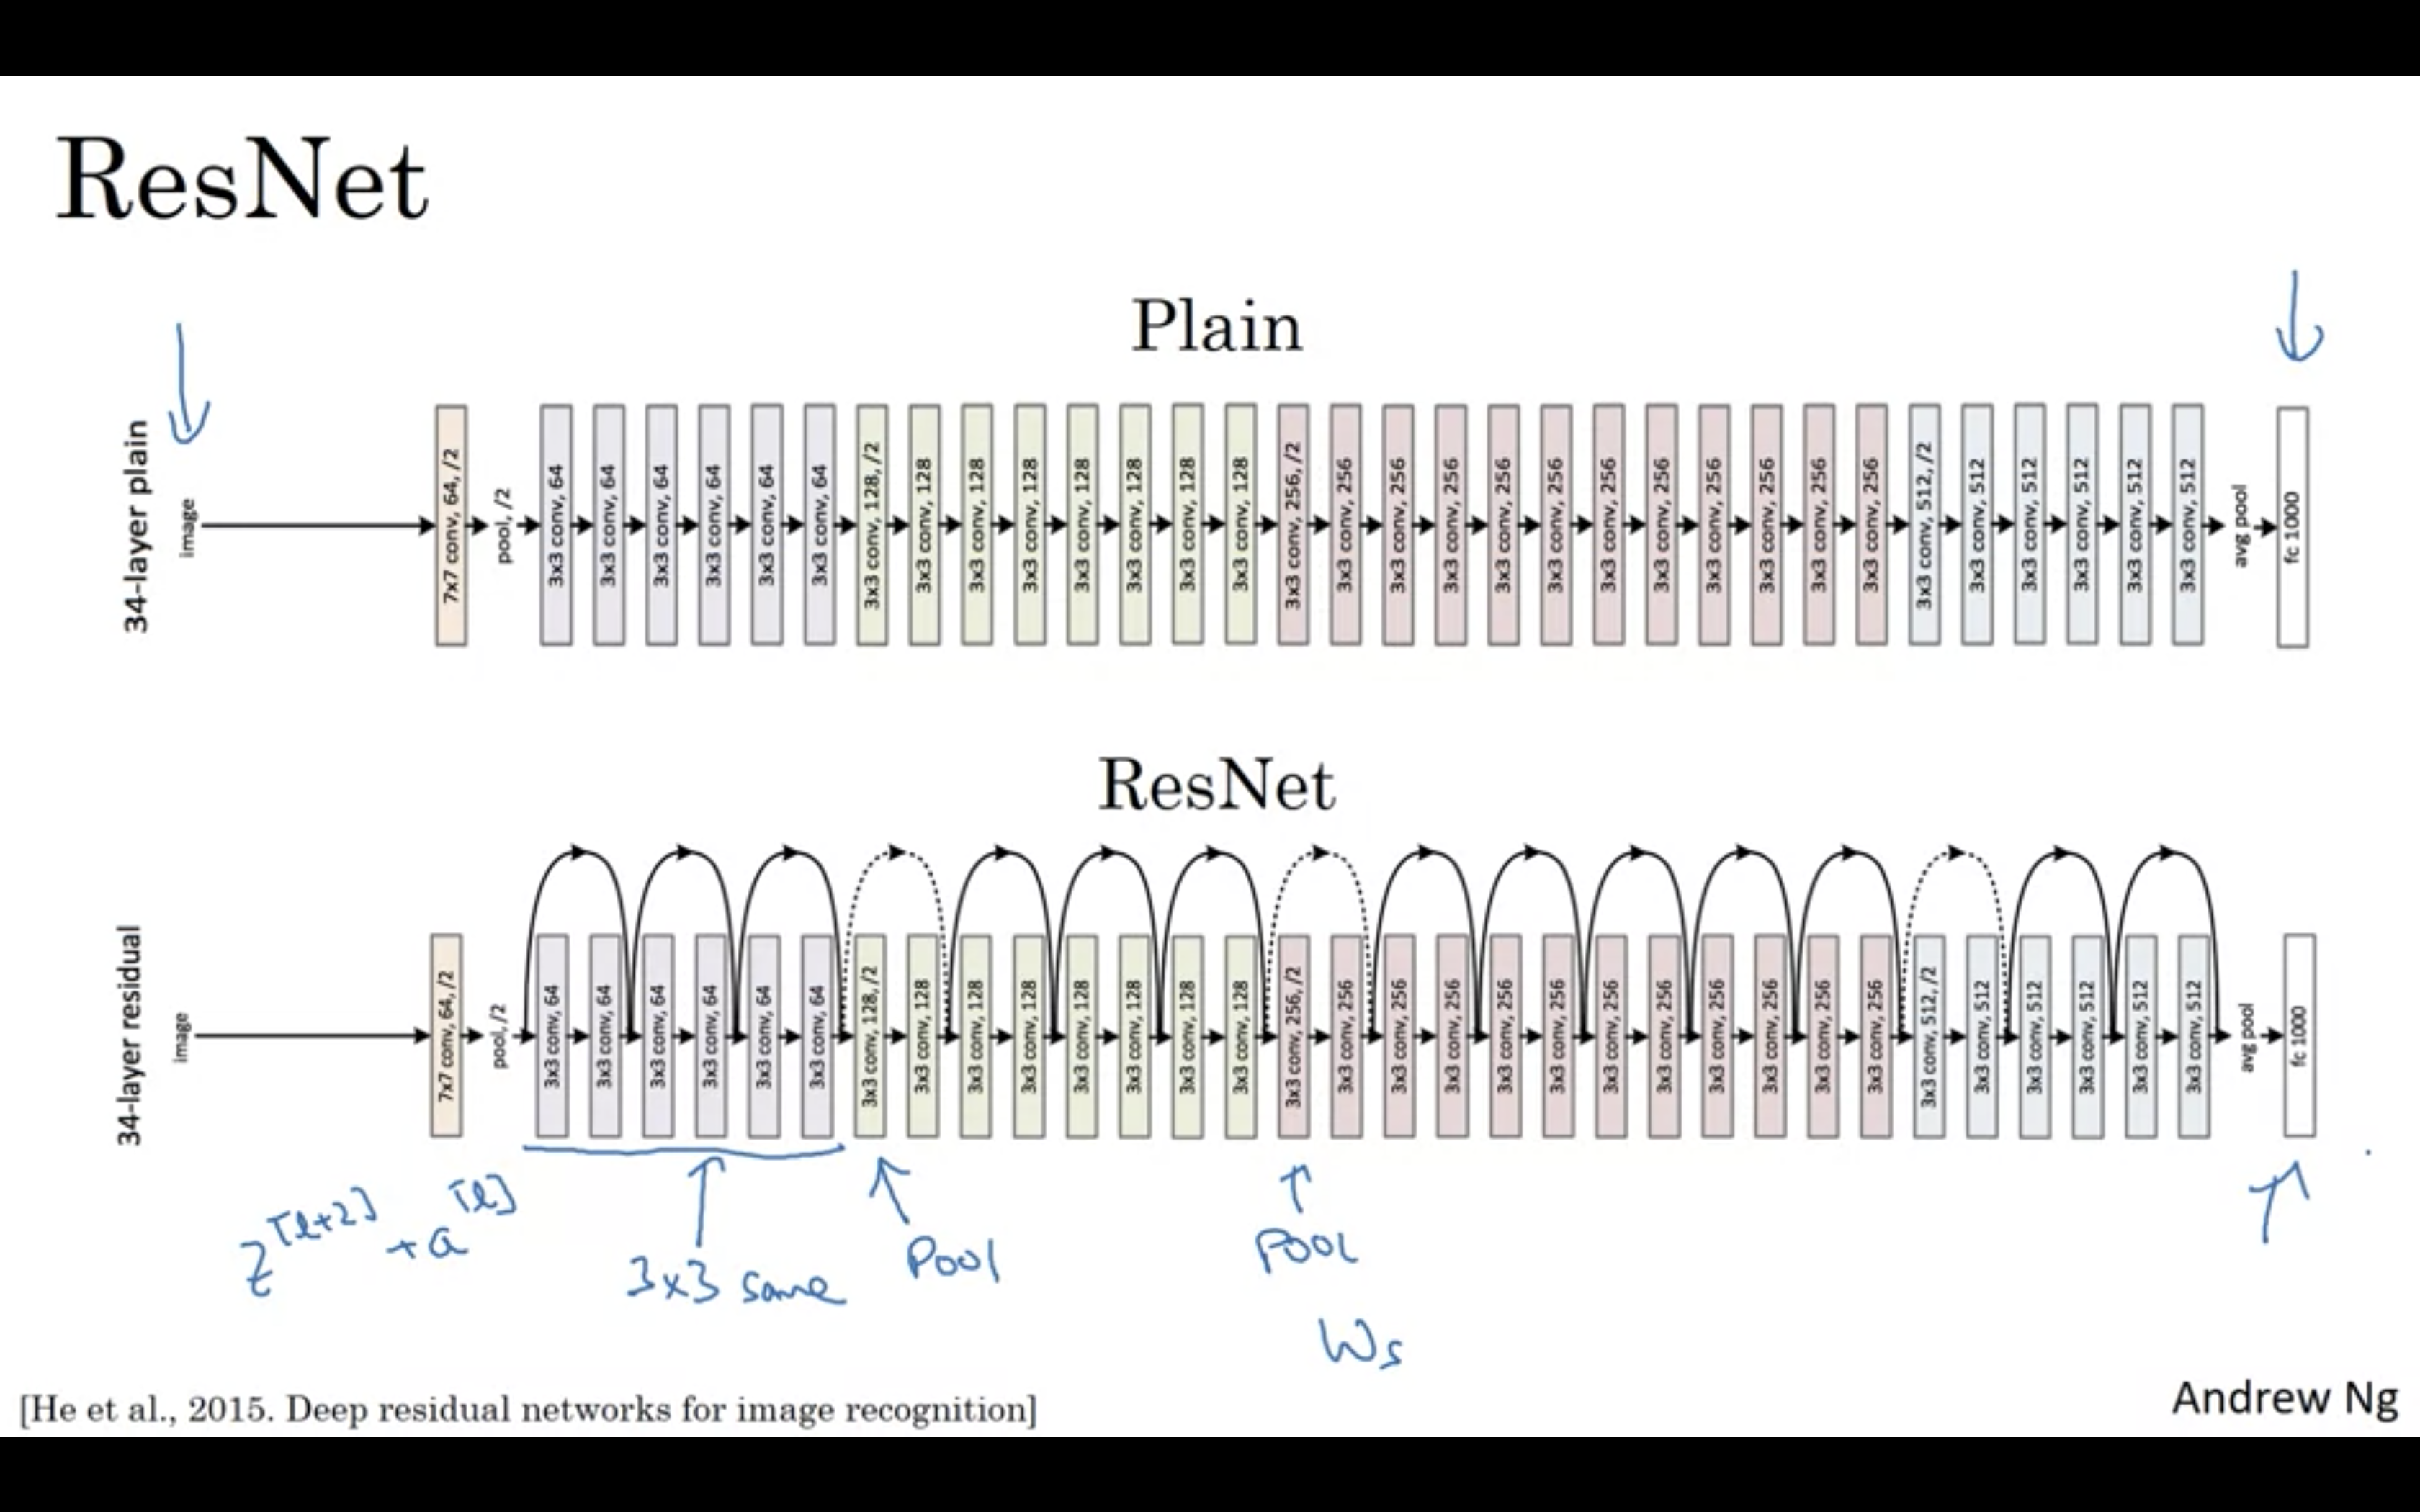 ResNet
Plain
34-layer plain
image
7x7 conv, 64, /2
pool, /2
3x3 conv, 64
3x3 conv, 64
3x3 conv, 64
3x3 conv, 64
3x3 conv, 64
3x3 conv, 64
3x3 conv, 128, /2
3x3 conv, 128
3x3 conv, 128
3x3 conv, 128
3x3 conv, 128
3x3 conv, 128
3x3 conv, 128
3x3 conv, 128
3x3 conv, 256, /2
3x3 conv, 256
3x3 conv, 256
3x3 conv, 256
3x3 conv, 256
3x3 conv, 256
3x3 conv, 256
3x3 conv, 256
3x3 conv, 256
3x3 conv, 256
3x3 conv, 256
3x3 conv, 256
3x3 conv, 512, /2
3x3 conv, 512
3x3 conv, 512
3x3 conv, 512
3x3 conv, 512
3x3 conv, 512
avg pool
fc 1000
ResNet
34-layer residual
image
7x7 conv, 64, /2
pool, /2
3x3 conv, 64
3x3 conv, 64
3x3 conv, 64
3x3 conv, 64
3x3 conv, 64
3x3 conv, 64
3x3 conv, 128, /2
3x3 conv, 128
3x3 conv, 128
3x3 conv, 128
3x3 conv, 128
3x3 conv, 128
3x3 conv, 128
3x3 conv, 128
3x3 conv, 256, /2
3x3 conv, 256
3x3 conv, 256
3x3 conv, 256
3x3 conv, 256
3x3 conv, 256
3x3 conv, 256
3x3 conv, 256
3x3 conv, 256
3x3 conv, 256
3x3 conv, 256
3x3 conv, 256
3x3 conv, 512, /2
3x3 conv, 512
3x3 conv, 512
3x3 conv, 512
3x3 conv, 512
3x3 conv, 512
avg pool
fc 1000
z[l+2] + a[l]
3x3 same
Pool
Pool
Ws
[He et al., 2015. Deep residual networks for image recognition]
Andrew Ng